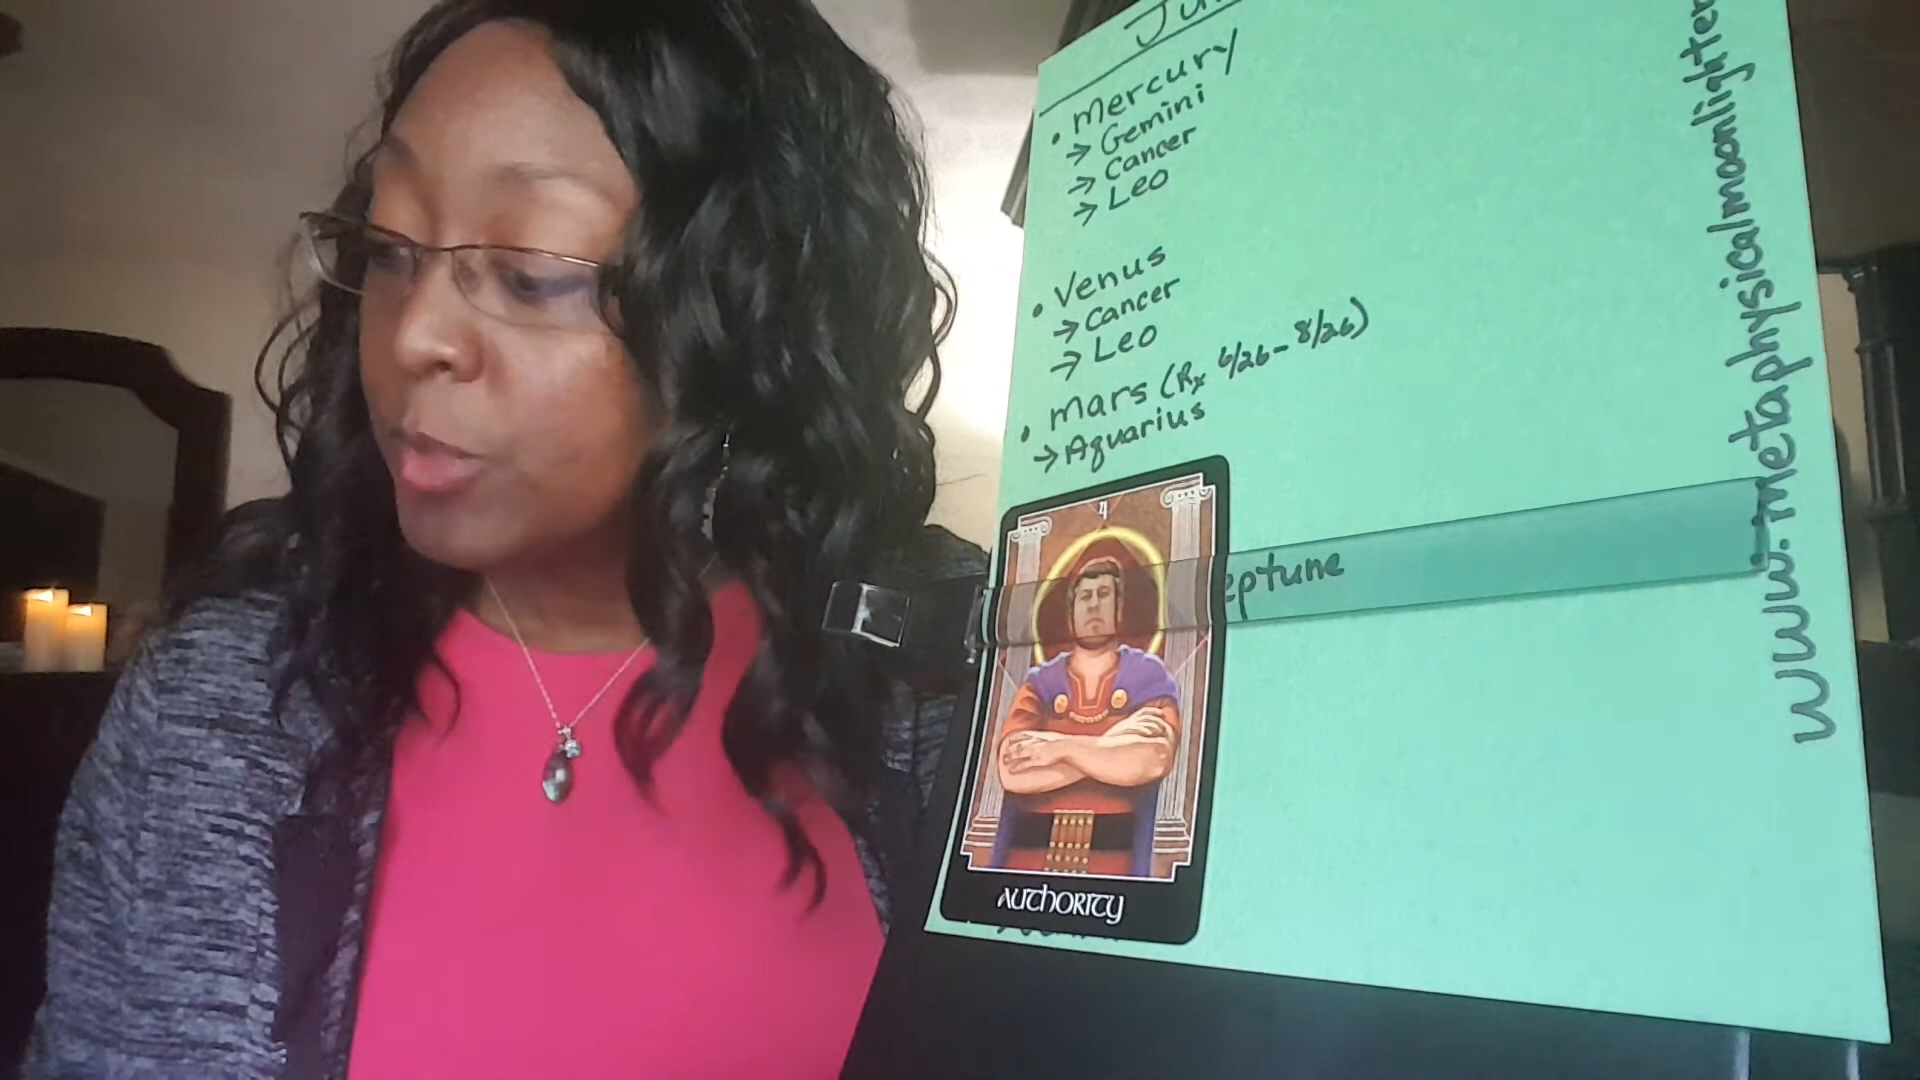 • Mercury
→ Gemini
→ Cancer
→ Leo
• Venus
→ Cancer
→ Leo
• Mars (Rx 6/26-8/26)
→ Aquarius
4
eptune
AUTHORITY
www.metaphysicalmoonlighter